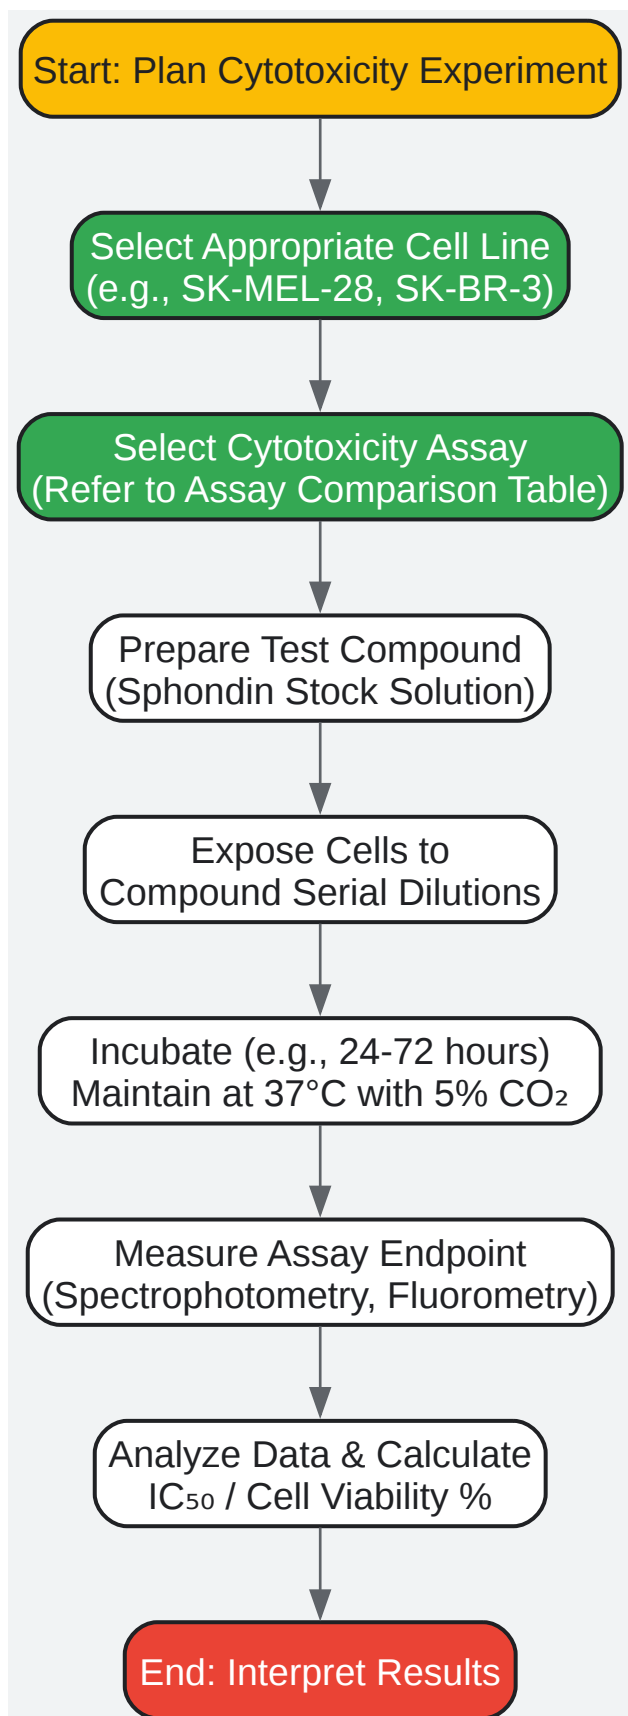 Start: Plan Cytotoxicity Experiment
Select Appropriate Cell Line
(e.g., SK-MEL-28, SK-BR-3)
Select Cytotoxicity Assay
(Refer to Assay Comparison Table)
Prepare Test Compound
(Sphondin Stock Solution)
Expose Cells to
Compound Serial Dilutions
Incubate (e.g., 24-72 hours)
Maintain at 37°C with 5% CO₂
Measure Assay Endpoint
(Spectrophotometry, Fluorometry)
Analyze Data & Calculate
IC₅₀ / Cell Viability %
End: Interpret Results